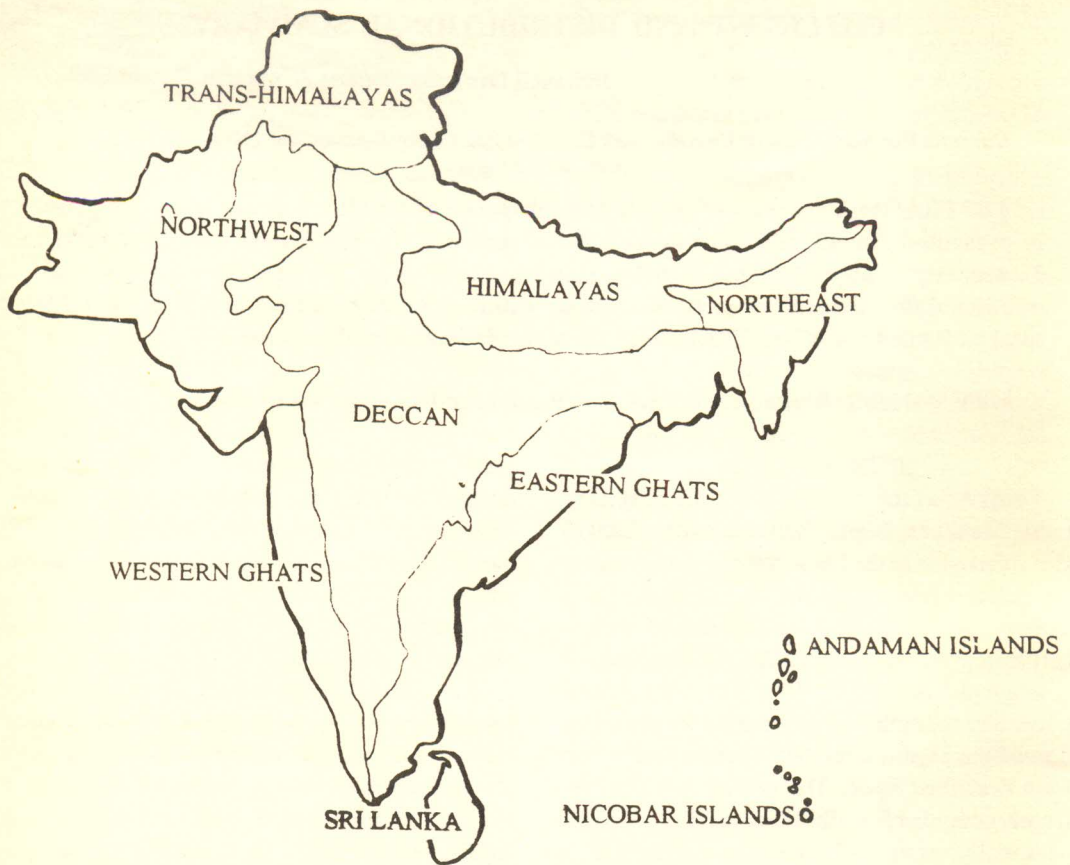 TRANS-HIMALAYAS
NORTHWEST
HIMALAYAS
NORTHEAST
DECCAN
EASTERN GHATS
WESTERN GHATS
ANDAMAN ISLANDS
SRI LANKA
NICOBAR ISLANDS